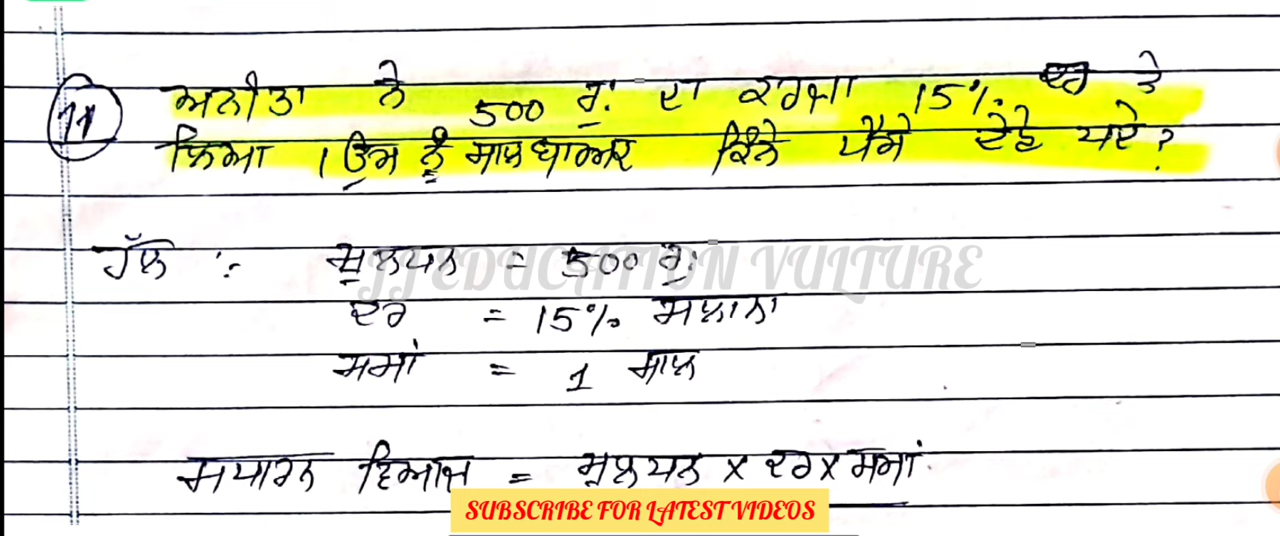 11 ਅਨੀਤਾ ਨੇ 500 ਰੁ: ਦਾ ਕਰਜ਼ਾ 15% ਤੇ
ਲਿਆ । ਉਸ ਨੂੰ ਸਾਲ ਬਾਅਦ ਕਿੰਨੇ ਪੈਸੇ ਦੇਣੇ ਪਏ?
ਹੱਲ :- ਮੂਲਧਨ = 500 ਰੁ:
JJ EDUCATION VULTURE
ਦਰ = 15% ਸਲਾਨਾ
ਸਮਾਂ = 1 ਸਾਲ
ਸਧਾਰਨ ਵਿਆਜ = ਮੂਲਧਨ × ਦਰ × ਸਮਾਂ
SUBSCRIBE FOR LATEST VIDEOS